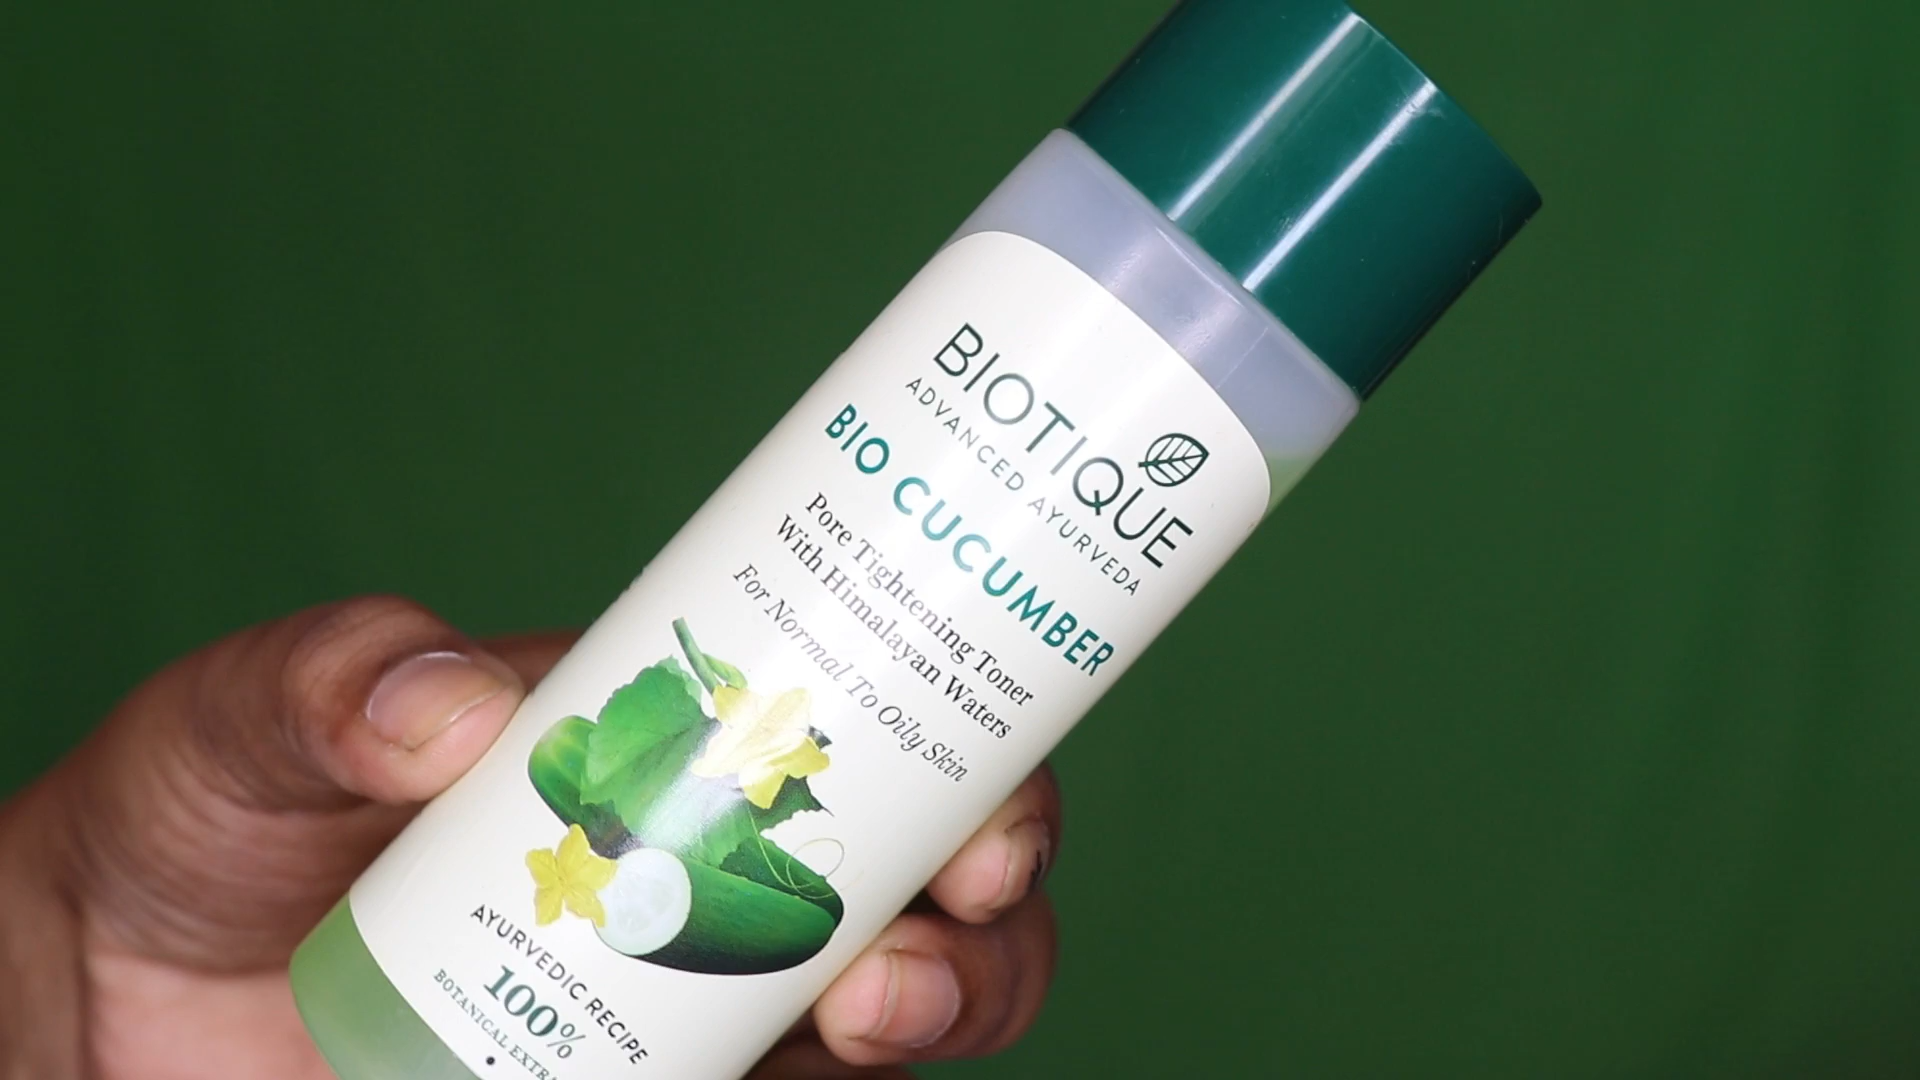 BIOTIQUE
ADVANCED AYURVEDA
BIO CUCUMBER
Pore Tightening Toner
With Himalayan Waters
For Normal To Oily Skin
AYURVEDIC RECIPE
100%
BOTANICAL